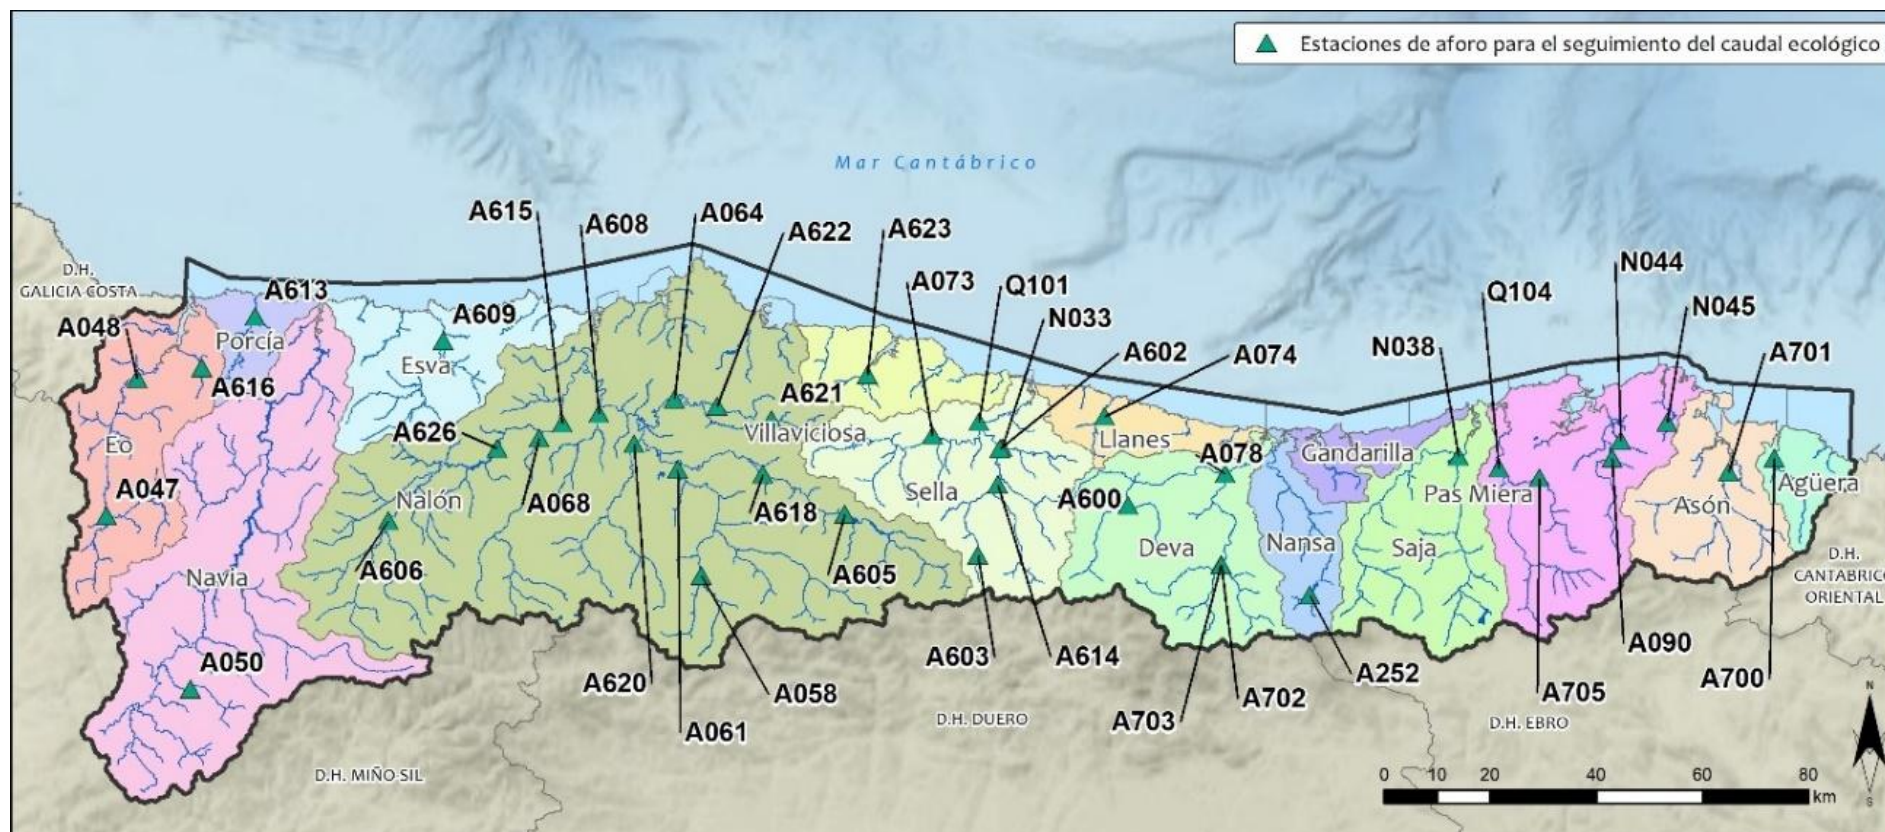 Estaciones de aforo para el seguimiento del caudal ecológico
Mar Cantábrico
A615
A608
A064
A622
A623
A073
Q101
N033
A602
A074
N038
Q104
N044
N045
A701
D.H.
GALICIA COSTA
A613
A048
Porcía
A609
Esva
A616
A621
Villaviciosa
A626
Eo
Llanes
A078
Gandarilla
A047
Nalón
A068
Sella
A618
A600
Pas Miera
Agüera
Asón
A606
A605
Deva
Nansa
Saja
Navia
D.H.
CANTÁBRICO
ORIENTAL
A050
A620
A058
A061
A603
A614
A703
A702
A252
A705
A090
A700
D.H. DUERO
D.H. EBRO
D.H. MIÑO-SIL
N
S
0 10 20 40 60 80
km